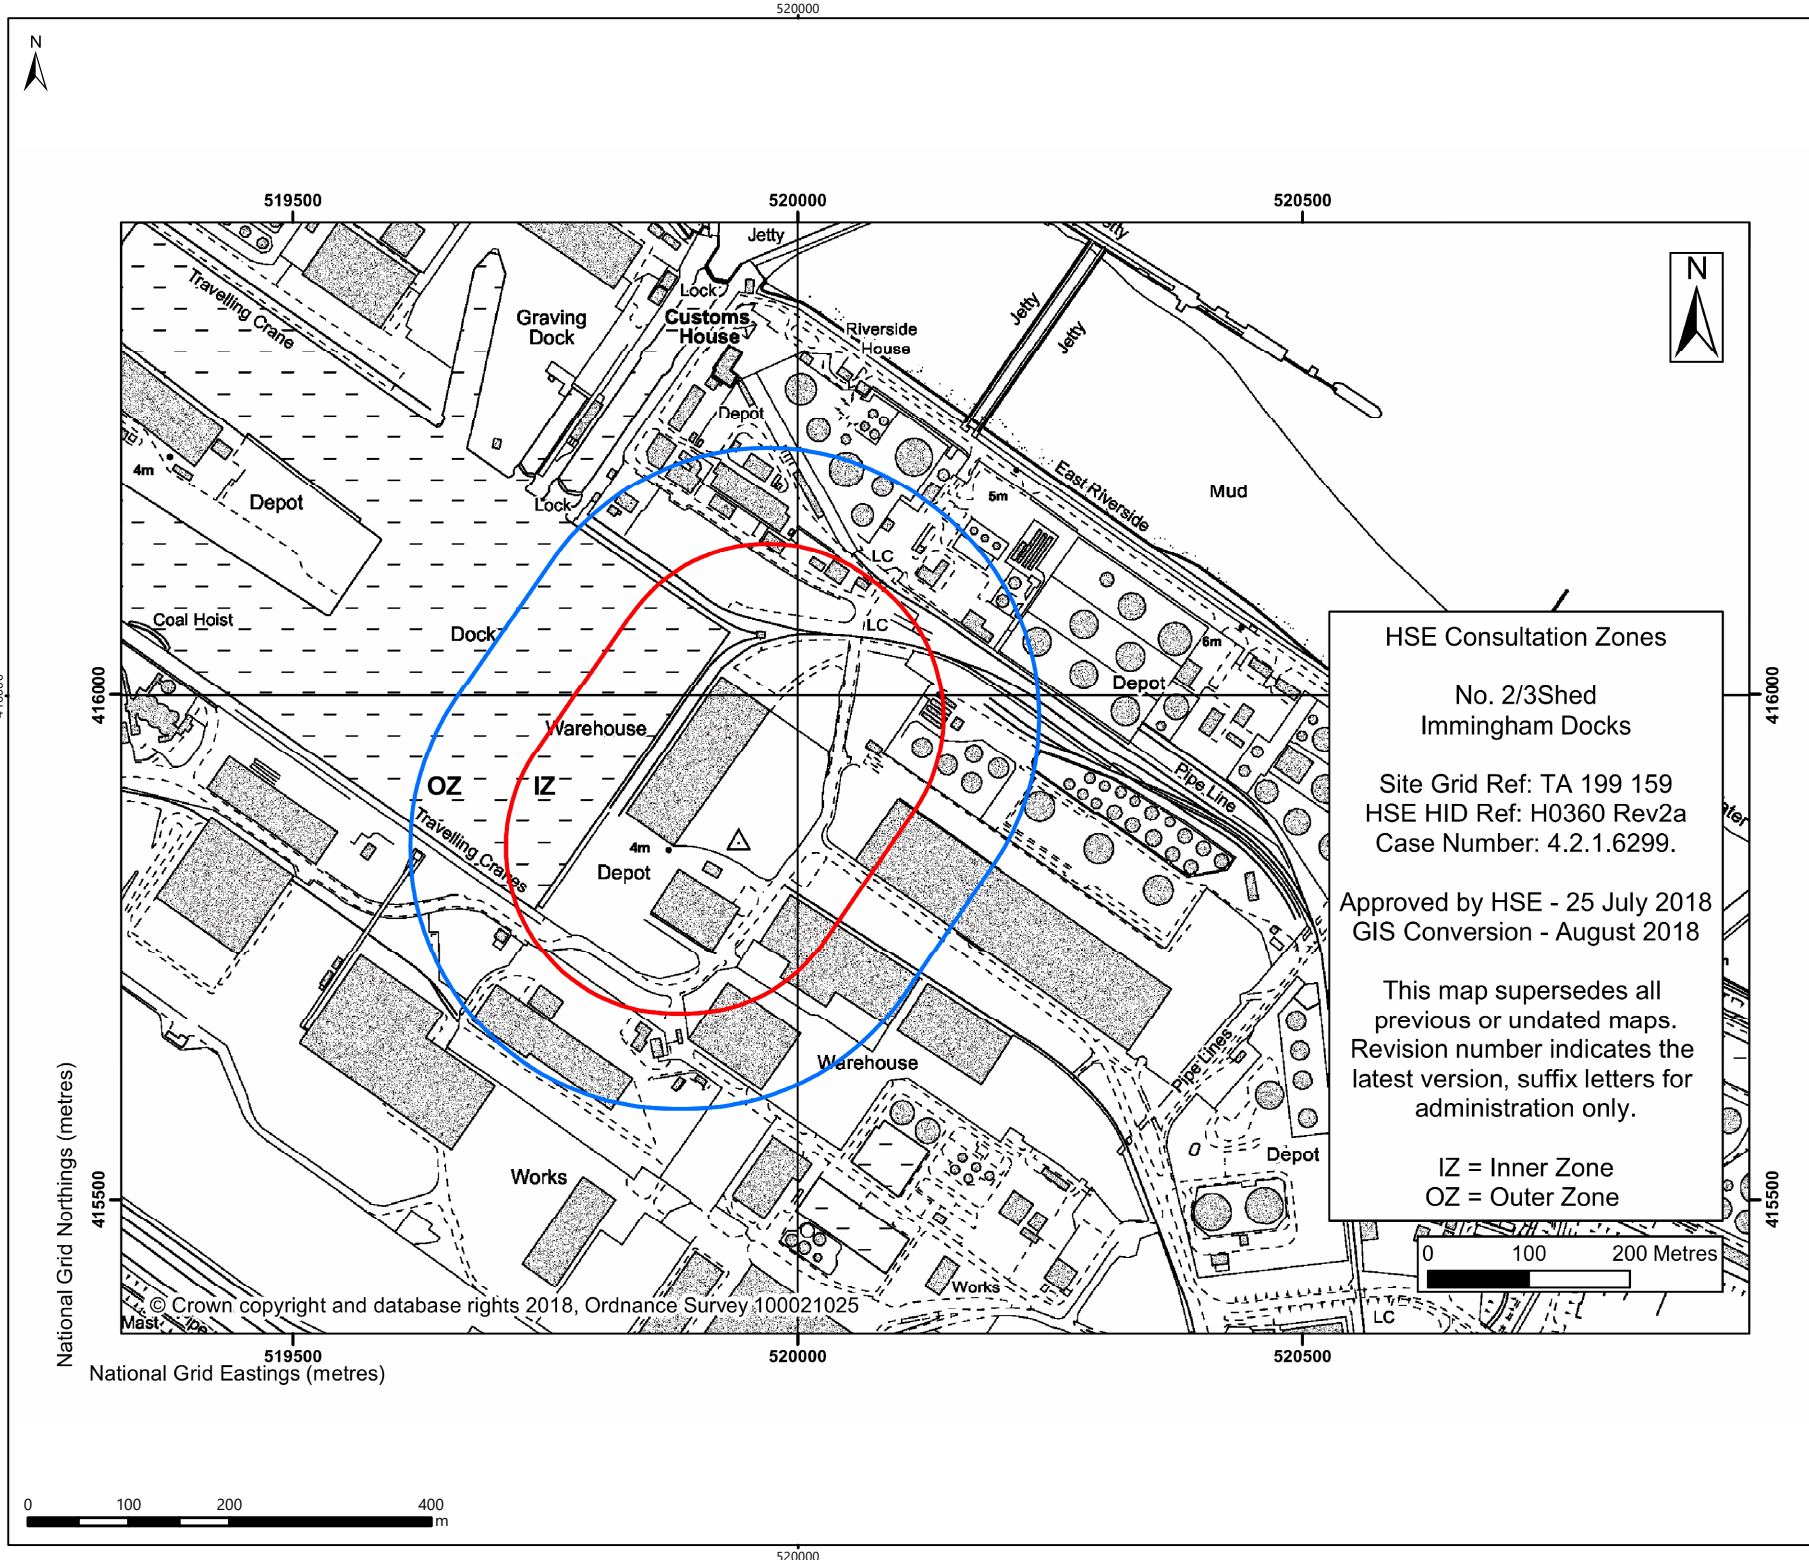 520000
N
519500
520000
520500
Jetty
Jetty
Travelling Crane
Lock
Graving
Dock
Customs
House
Riverside
House
Jetty
Jetty
N
Depot
4m
Depot
Lock
East Riverside
5m
Mud
LC
Coal Hoist
Dock
LC
6m
Depot
416000
416000
Warehouse
OZ
IZ
Pipe Line
Travelling Cranes
4m
Depot
Warehouse
Pipe Lines
Works
Depot
Works
LC
Mast
HSE Consultation Zones
No. 2/3Shed
Immingham Docks
Site Grid Ref: TA 199 159
HSE HID Ref: H0360 Rev2a
Case Number: 4.2.1.6299.
Approved by HSE - 25 July 2018
GIS Conversion - August 2018
This map supersedes all
previous or undated maps.
Revision number indicates the
latest version, suffix letters for
administration only.
IZ = Inner Zone
OZ = Outer Zone
0 100 200 Metres
415500
415500
© Crown copyright and database rights 2018, Ordnance Survey 100021025
519500
520000
520500
National Grid Northings (metres)
National Grid Eastings (metres)
0 100 200 400
m
520000